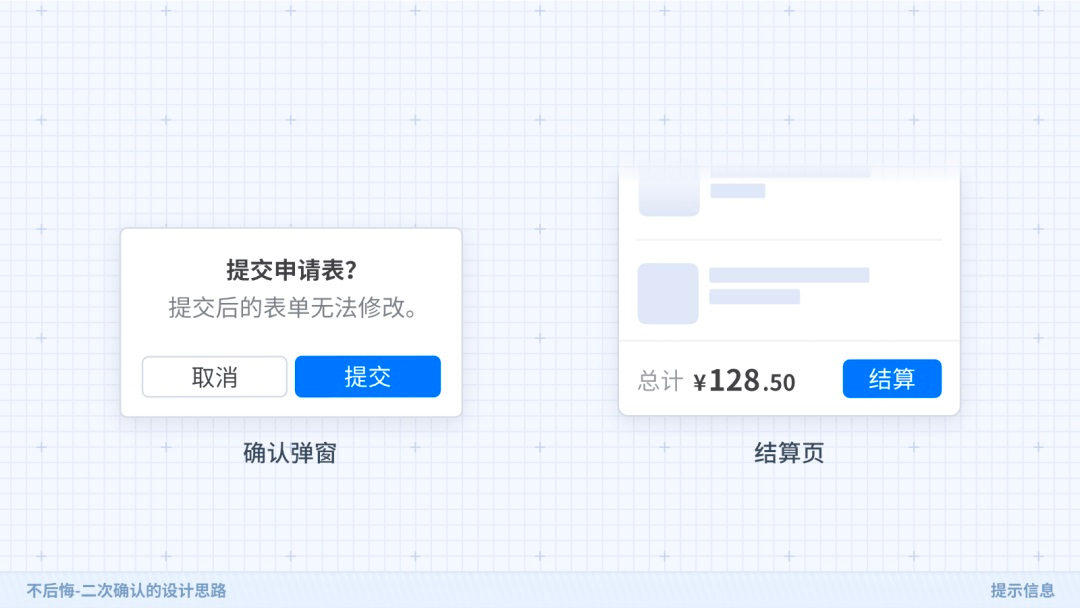 提交申请表？
提交后的表单无法修改。
取消
提交
确认弹窗
总计 ¥128.50
结算
结算页
不后悔-二次确认的设计思路
提示信息